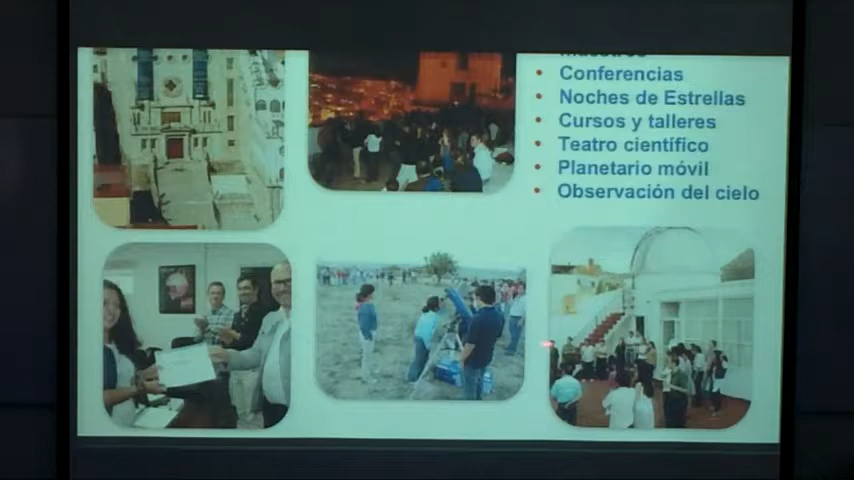 Conferencias
Noches de Estrellas
Cursos y talleres
Teatro científico
Planetario móvil
Observación del cielo